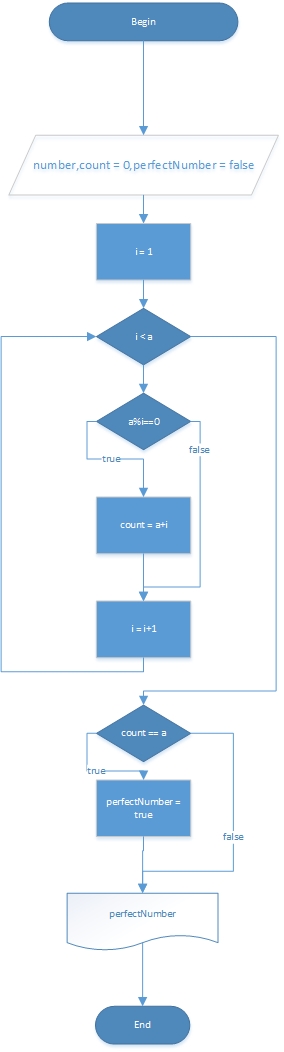 Begin
number,count = 0,perfectNumber = false
i = 1
i < a
a%i==0
true
false
count = a+i
i = i+1
count == a
true
perfectNumber =
true
false
perfectNumber
End